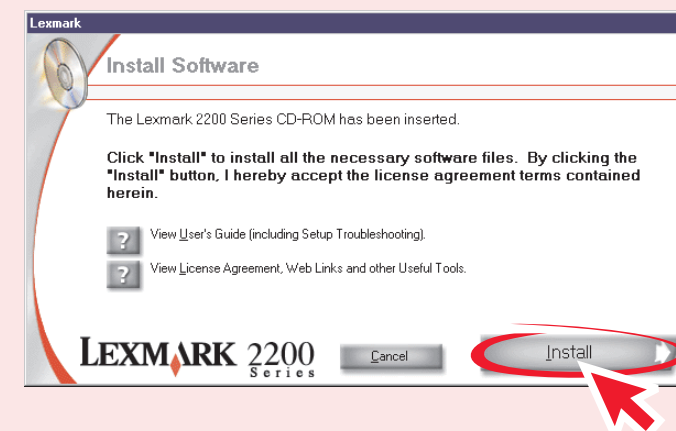 Lexmark
Install Software
The Lexmark 2200 Series CD-ROM has been inserted.
Click "Install" to install all the necessary software files. By clicking the
"Install" button, I hereby accept the license agreement terms contained
herein.
? View User's Guide (including Setup Troubleshooting).
? View License Agreement, Web Links and other Useful Tools.
LEXMARK 2200
Series
Cancel
Install